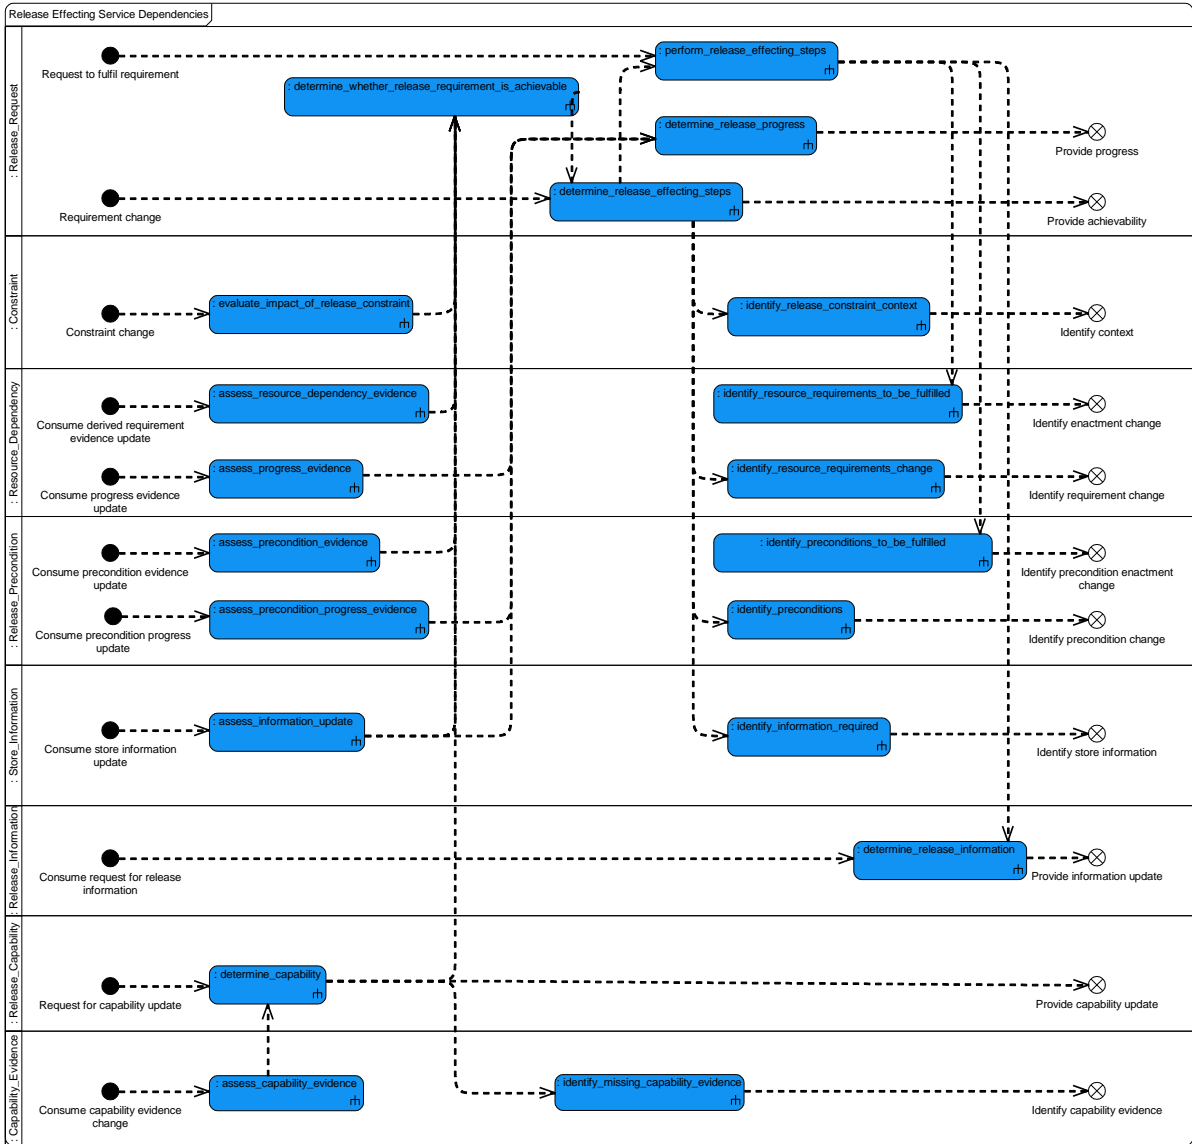 Release Effecting Service Dependencies
: Release_Request
Request to fulfil requirement
: perform_release_effecting_steps
: determine_whether_release_requirement_is_achievable
: determine_release_progress
Provide progress
Requirement change
: determine_release_effecting_steps
Provide achievability
: Constraint
Constraint change
: evaluate_impact_of_release_constraint
: identify_release_constraint_context
Identify context
: Resource_Dependency
Consume derived requirement
evidence update
: assess_resource_dependency_evidence
: identify_resource_requirements_to_be_fulfilled
Identify enactment change
Consume progress evidence
update
: assess_progress_evidence
: identify_resource_requirements_change
Identify requirement change
: Release_Precondition
Consume precondition evidence
update
: assess_precondition_evidence
: identify_preconditions_to_be_fulfilled
Identify precondition enactment
change
Consume precondition progress
update
: assess_precondition_progress_evidence
: identify_preconditions
Identify precondition change
: Store_Information
Consume store information
update
: assess_information_update
: identify_information_required
Identify store information
: Release_Information
Consume request for release
information
: determine_release_information
Provide information update
: Release_Capability
Request for capability update
: determine_capability
Provide capability update
: Capability_Evidence
Consume capability evidence
change
: assess_capability_evidence
: identify_missing_capability_evidence
Identify capability evidence